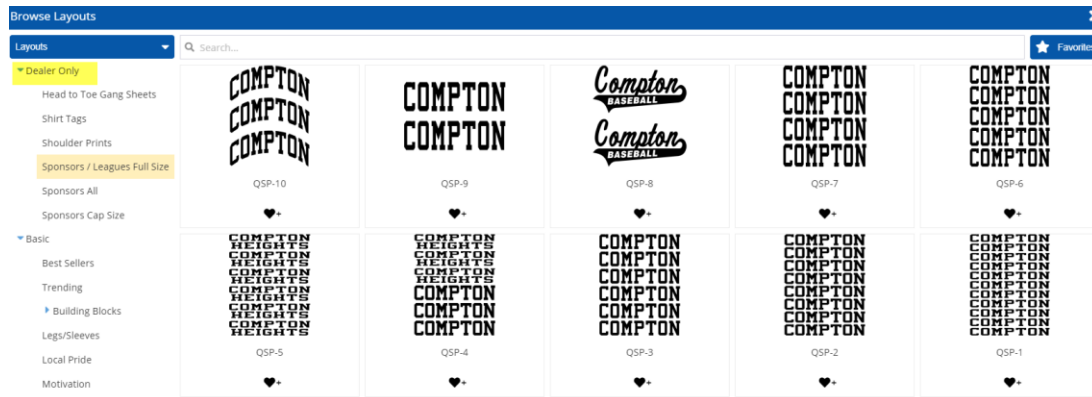 Browse Layouts
Layouts
Search...
Favorites
Dealer Only
Head to Toe Gang Sheets
Shirt Tags
Shoulder Prints
Sponsors / Leagues Full Size
Sponsors All
Sponsors Cap Size
Basic
Best Sellers
Trending
Building Blocks
Legs/Sleeves
Local Pride
Motivation
COMPTON
COMPTON
COMPTON
QSP-10
COMPTON
COMPTON
QSP-9
Compton
BASEBALL
Compton
BASEBALL
QSP-8
COMPTON
COMPTON
COMPTON
COMPTON
QSP-7
COMPTON
COMPTON
COMPTON
COMPTON
COMPTON
QSP-6
COMPTON
HEIGHTS
COMPTON
HEIGHTS
COMPTON
HEIGHTS
COMPTON
HEIGHTS
COMPTON
HEIGHTS
COMPTON
HEIGHTS
QSP-5
COMPTON
HEIGHTS
COMPTON
HEIGHTS
COMPTON
HEIGHTS
COMPTON
COMPTON
COMPTON
QSP-4
COMPTON
COMPTON
COMPTON
COMPTON
COMPTON
COMPTON
QSP-3
COMPTON
COMPTON
COMPTON
COMPTON
COMPTON
COMPTON
COMPTON
COMPTON
QSP-2
COMPTON
COMPTON
COMPTON
COMPTON
COMPTON
COMPTON
COMPTON
COMPTON
COMPTON
COMPTON
QSP-1